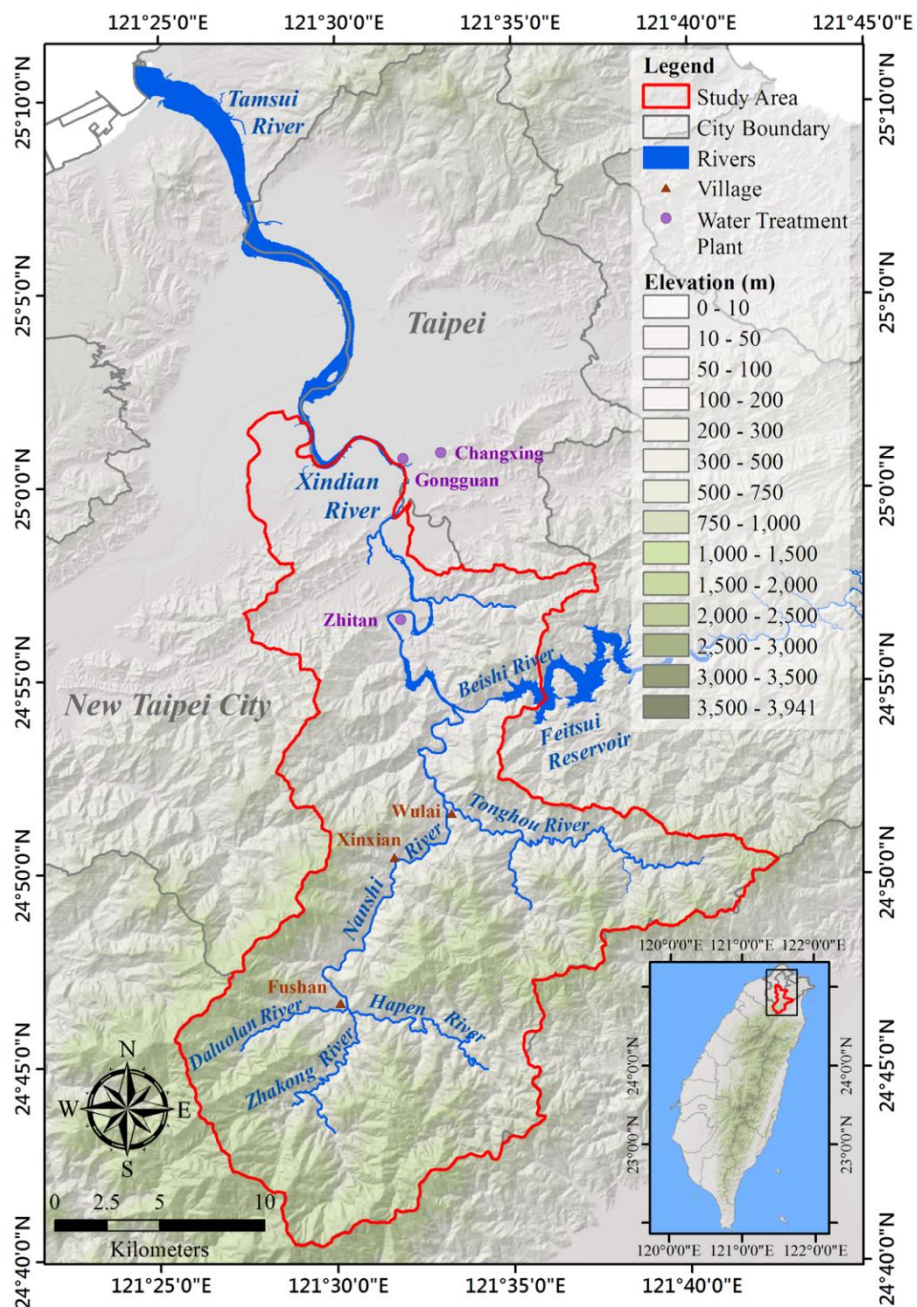 121°25'0"E 121°30'0"E 121°35'0"E 121°40'0"E 121°45'0"E
25°10'0"N
25°5'0"N
25°0'0"N
24°55'0"N
24°50'0"N
24°45'0"N
24°40'0"N
Tamsui
River
Taipei
Changxing
Gongguan
Xindian
River
Zhitan
Beishi River
New Taipei City
Feitsui
Reservoir
Wulai
Tonghou River
Xinxian
Nanshi River
Fushan
Daluolan River
Hapen River
Zhakong River
N
W E
S
0 2.5 5 10
Kilometers
Legend
Study Area
City Boundary
Rivers
Village
Water Treatment
Plant
Elevation (m)
0 - 10
10 - 50
50 - 100
100 - 200
200 - 300
300 - 500
500 - 750
750 - 1,000
1,000 - 1,500
1,500 - 2,000
2,000 - 2,500
2,500 - 3,000
3,000 - 3,500
3,500 - 3,941
25°10'0"N
25°5'0"N
25°0'0"N
24°55'0"N
24°50'0"N
24°45'0"N
24°40'0"N
120°0'0"E 121°0'0"E 122°0'0"E
24°0'0"N
23°0'0"N
24°0'0"N
23°0'0"N
120°0'0"E 121°0'0"E 122°0'0"E
121°25'0"E 121°30'0"E 121°35'0"E 121°40'0"E